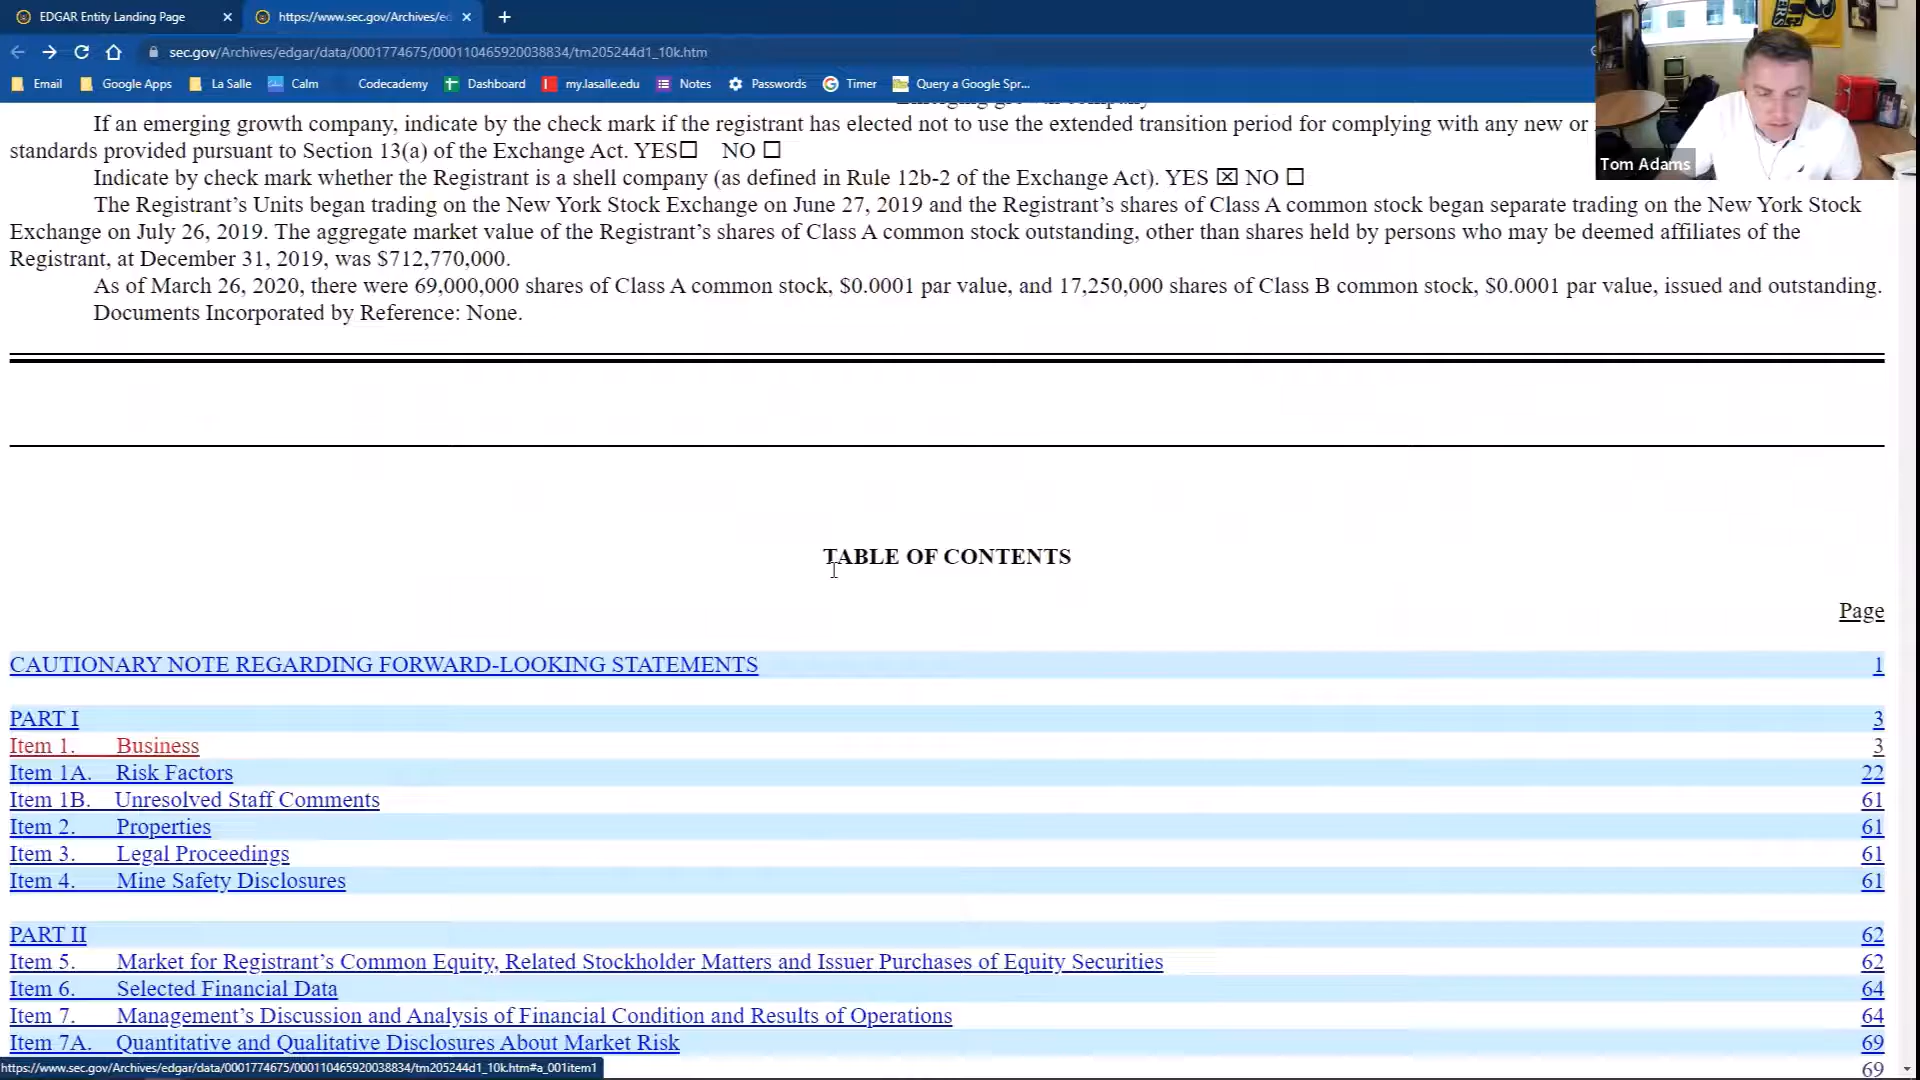 EDGAR Entity Landing Page
https://www.sec.gov/Archives/ed
sec.gov/Archives/edgar/data/0001774675/000110465920038834/tm205244d1_10k.htm
Email Google Apps La Salle Calm Codecademy Dashboard my.lasalle.edu Notes Passwords Timer Query a Google Spr...
Emerging growth company
If an emerging growth company, indicate by the check mark if the registrant has elected not to use the extended transition period for complying with any new or
standards provided pursuant to Section 13(a) of the Exchange Act. YES☐ NO ☐
Indicate by check mark whether the Registrant is a shell company (as defined in Rule 12b-2 of the Exchange Act). YES ☒ NO ☐
The Registrant’s Units began trading on the New York Stock Exchange on June 27, 2019 and the Registrant’s shares of Class A common stock began separate trading on the New York Stock
Exchange on July 26, 2019. The aggregate market value of the Registrant’s shares of Class A common stock outstanding, other than shares held by persons who may be deemed affiliates of the
Registrant, at December 31, 2019, was $712,770,000.
As of March 26, 2020, there were 69,000,000 shares of Class A common stock, $0.0001 par value, and 17,250,000 shares of Class B common stock, $0.0001 par value, issued and outstanding.
Documents Incorporated by Reference: None.
TABLE OF CONTENTS
Page
CAUTIONARY NOTE REGARDING FORWARD-LOOKING STATEMENTS 1
PART I 3
Item 1. Business 3
Item 1A. Risk Factors 22
Item 1B. Unresolved Staff Comments 61
Item 2. Properties 61
Item 3. Legal Proceedings 61
Item 4. Mine Safety Disclosures 61
PART II 62
Item 5. Market for Registrant’s Common Equity, Related Stockholder Matters and Issuer Purchases of Equity Securities 62
Item 6. Selected Financial Data 64
Item 7. Management’s Discussion and Analysis of Financial Condition and Results of Operations 64
Item 7A. Quantitative and Qualitative Disclosures About Market Risk 69
69
https://www.sec.gov/Archives/edgar/data/0001774675/000110465920038834/tm205244d1_10k.htm#a_001item1
Tom Adams